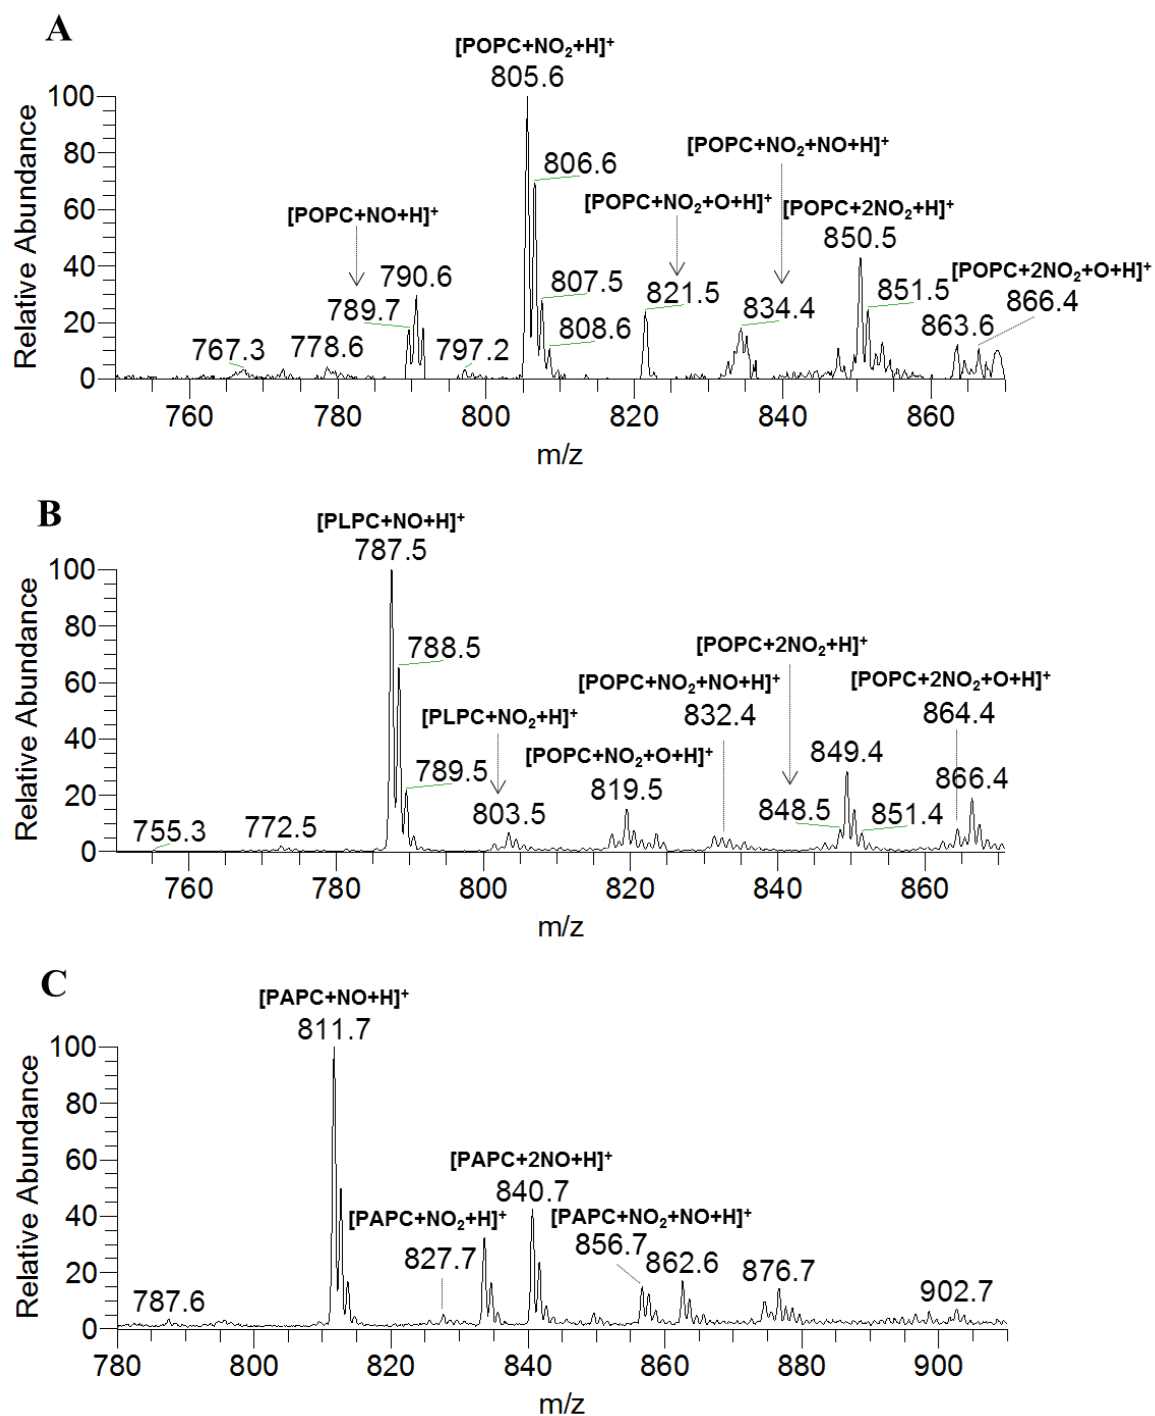 A
[POPC+NO₂+H]⁺
805.6
[POPC+NO₂+NO+H]⁺
806.6
[POPC+NO₂+O+H]⁺
[POPC+2NO₂+H]⁺
[POPC+NO+H]⁺
850.5
[POPC+2NO₂+O+H]⁺
790.6
807.5
821.5
834.4
851.5
866.4
789.7
863.6
808.6
767.3
778.6
797.2
100
80
60
40
20
0
Relative Abundance
760
780
800
820
840
860
m/z
B
[PLPC+NO+H]⁺
787.5
788.5
[POPC+2NO₂+H]⁺
[POPC+NO₂+NO+H]⁺
[POPC+2NO₂+O+H]⁺
832.4
864.4
[PLPC+NO₂+H]⁺
[POPC+NO₂+O+H]⁺
849.4
789.5
819.5
866.4
803.5
848.5
851.4
755.3
772.5
100
80
60
40
20
0
Relative Abundance
760
780
800
820
840
860
m/z
C
[PAPC+NO+H]⁺
811.7
[PAPC+2NO+H]⁺
840.7
[PAPC+NO₂+H]⁺
[PAPC+NO₂+NO+H]⁺
856.7
827.7
862.6
876.7
787.6
902.7
100
80
60
40
20
0
Relative Abundance
780
800
820
840
860
880
900
m/z